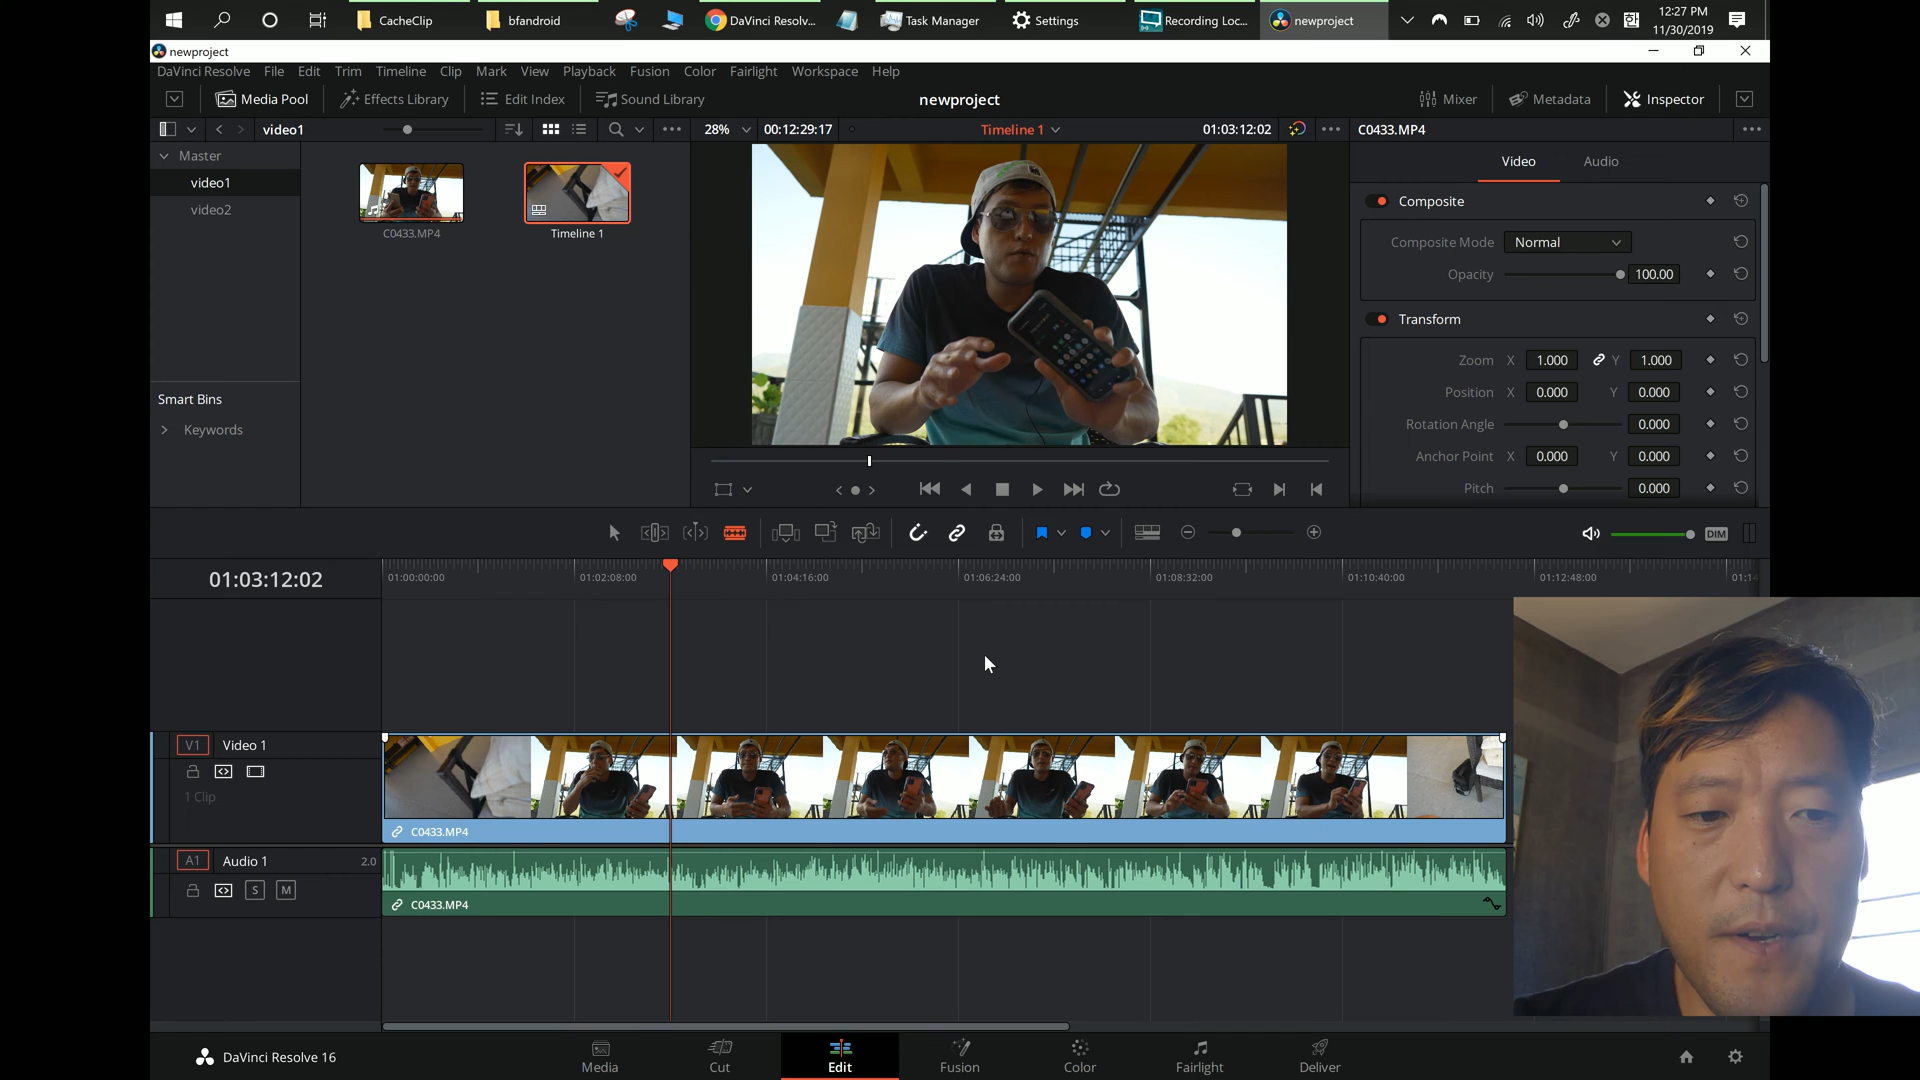 CacheClip
bfandroid
DaVinci Resolv...
Task Manager
Settings
Recording Loc...
newproject
12:27 PM
11/30/2019
newproject
DaVinci Resolve File Edit Trim Timeline Clip Mark View Playback Fusion Color Fairlight Workspace Help
Media Pool Effects Library Edit Index Sound Library newproject Mixer Metadata Inspector
video1 28% 00:12:29:17 Timeline 1 01:03:12:02 C0433.MP4
Master
video1
video2
C0433.MP4
Timeline 1
Smart Bins
Keywords
Video Audio
Composite
Composite Mode Normal
Opacity 100.00
Transform
Zoom X 1.000 Y 1.000
Position X 0.000 Y 0.000
Rotation Angle 0.000
Anchor Point X 0.000 Y 0.000
Pitch 0.000
DIM
01:03:12:02
01:00:00:00 01:02:08:00 01:04:16:00 01:06:24:00 01:08:32:00 01:10:40:00 01:12:48:00 01:1
V1 Video 1
1 Clip
C0433.MP4
A1 Audio 1 2.0
S M
C0433.MP4
DaVinci Resolve 16
Media Cut Edit Fusion Color Fairlight Deliver